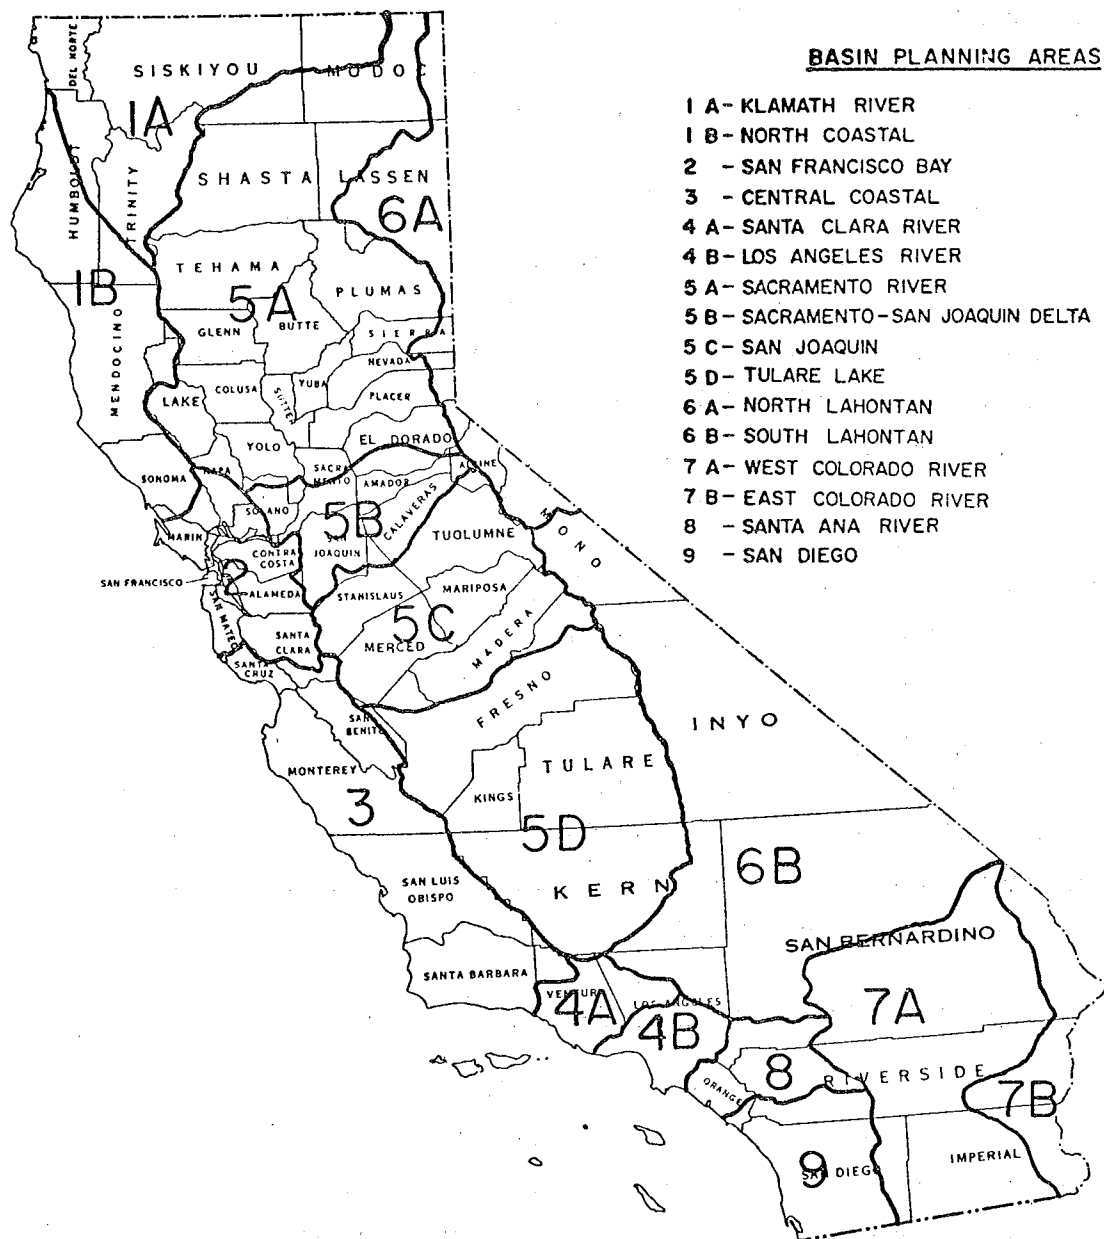 BASIN PLANNING AREAS
1 A - KLAMATH RIVER
1 B - NORTH COASTAL
2 - SAN FRANCISCO BAY
3 - CENTRAL COASTAL
4 A - SANTA CLARA RIVER
4 B - LOS ANGELES RIVER
5 A - SACRAMENTO RIVER
5 B - SACRAMENTO-SAN JOAQUIN DELTA
5 C - SAN JOAQUIN
5 D - TULARE LAKE
6 A - NORTH LAHONTAN
6 B - SOUTH LAHONTAN
7 A - WEST COLORADO RIVER
7 B - EAST COLORADO RIVER
8 - SANTA ANA RIVER
9 - SAN DIEGO
DEL NORTE
SISKIYOU
MODOC
1A
HUMBOLDT
TRINITY
SHASTA
LASSEN
6A
TEHAMA
1B
5A
PLUMAS
MENDOCINO
GLENN
BUTTE
SIERRA
NEVADA
LAKE
COLUSA
SUTTER
YUBA
PLACER
YOLO
EL DORADO
SONOMA
NAPA
SACRA
MENTO
ALPINE
AMADOR
SOLANO
5B
CALAVERAS
MONO
MARIN
CONTRA
COSTA
SAN
JOAQUIN
TUOLUMNE
2
SAN FRANCISCO
ALAMEDA
STANISLAUS
MARIPOSA
SAN MATEO
SANTA
CLARA
5C
MERCED
MADERA
SANTA
CRUZ
FRESNO
SAN
BENITO
INYO
MONTEREY
TULARE
3
KINGS
5D
6B
SAN LUIS
OBISPO
KERN
SAN BERNARDINO
SANTA BARBARA
VENTURA
4A
LOS ANGELES
4B
7A
8
RIVERSIDE
ORANGE
7B
9
SAN DIEGO
IMPERIAL